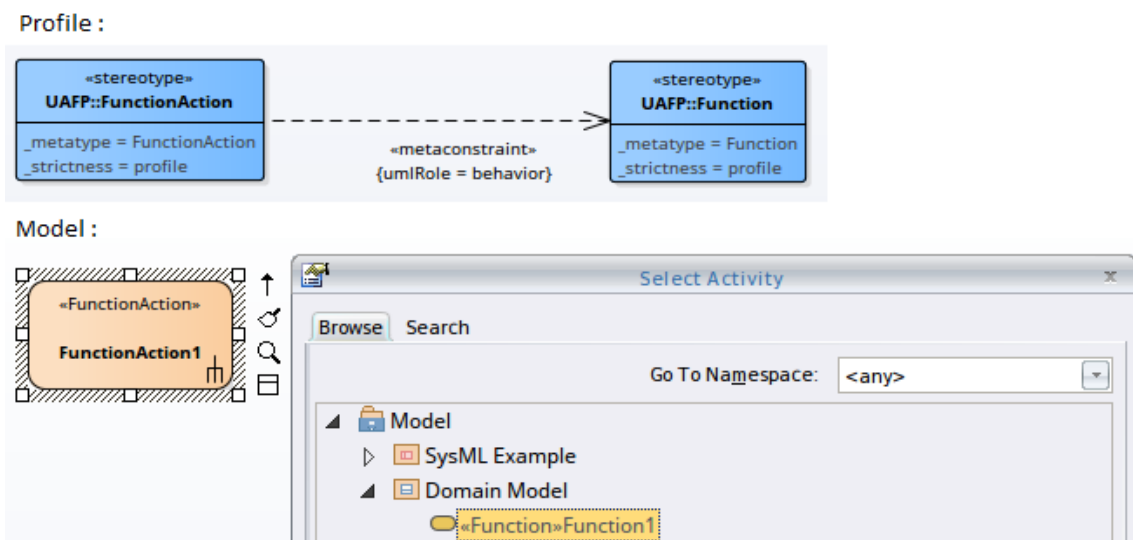 Profile :
«stereotype»
UAFP::FunctionAction
_metatype = FunctionAction
_strictness = profile
«metaconstraint»
{umlRole = behavior}
«stereotype»
UAFP::Function
_metatype = Function
_strictness = profile
Model :
«FunctionAction»
FunctionAction1
Select Activity
Browse Search
Go To Namespace: <any>
Model
SysML Example
Domain Model
«Function»Function1